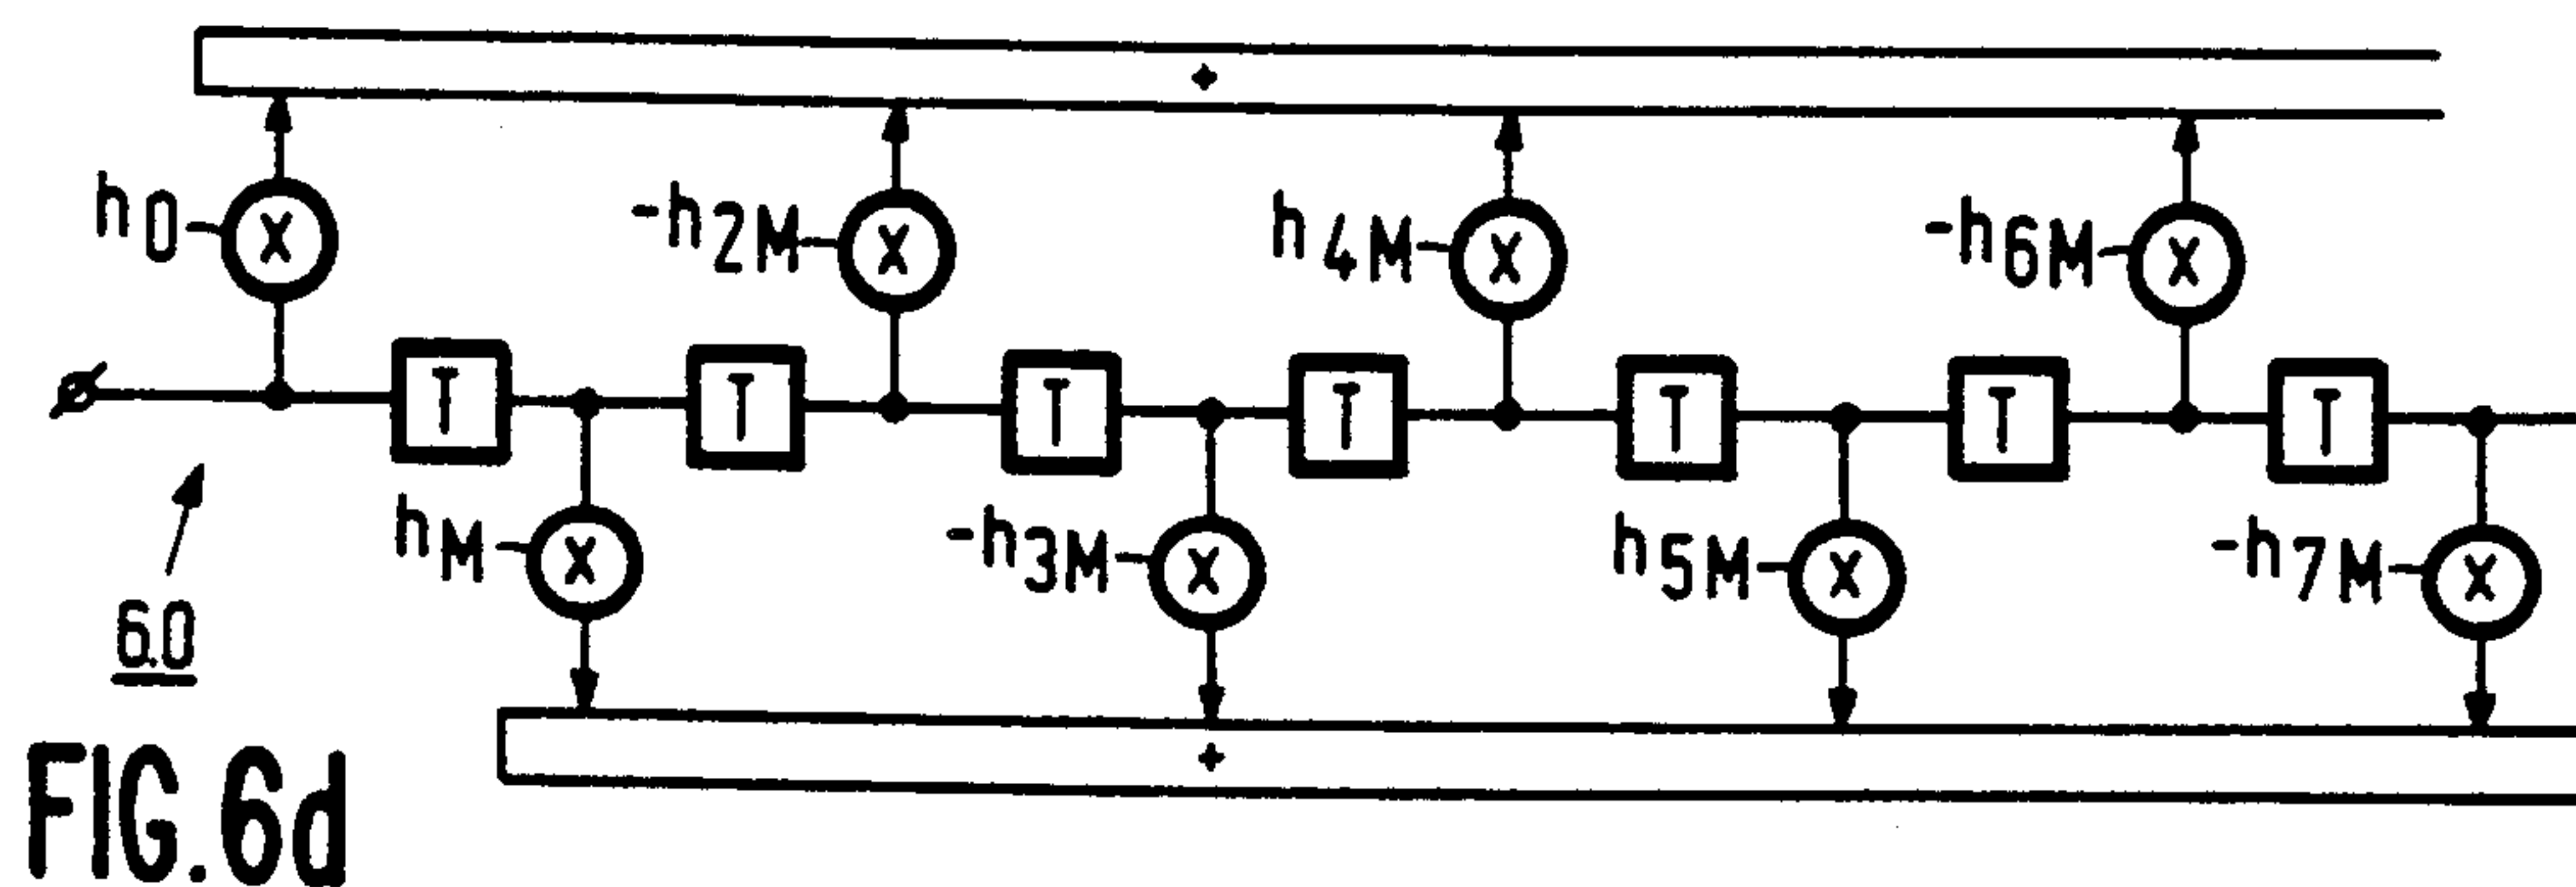 +
h0 X -h2M X h4M X -h6M X
T T T T T T T
hM X -h3M X h5M X -h7M X
6.0
+
FIG.6d